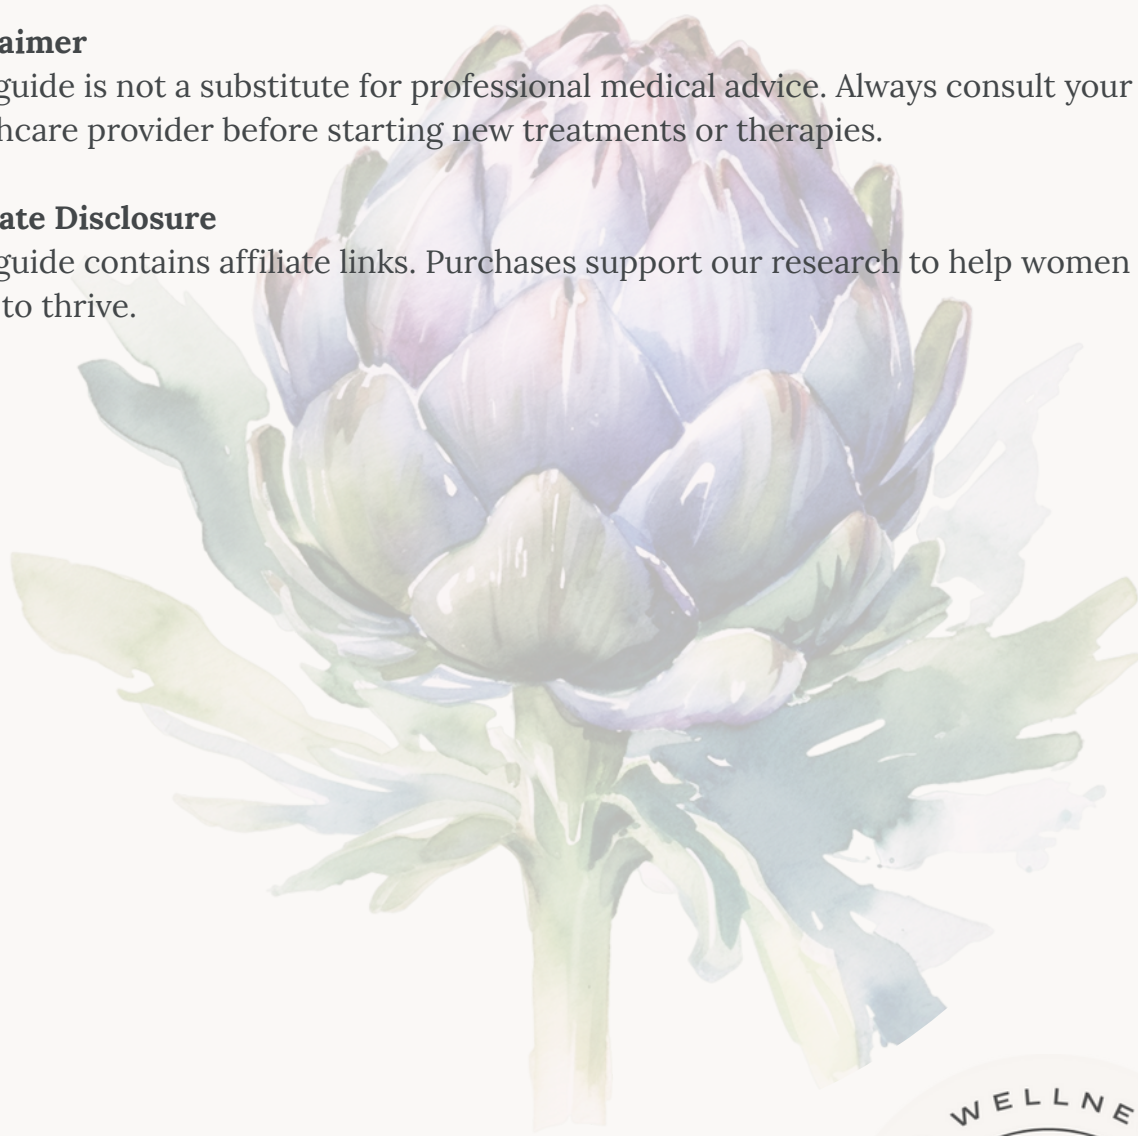 aimer
guide is not a substitute for professional medical advice. Always consult your
hcare provider before starting new treatments or therapies.
ate Disclosure
guide contains affiliate links. Purchases support our research to help women
to thrive.
WELLNE